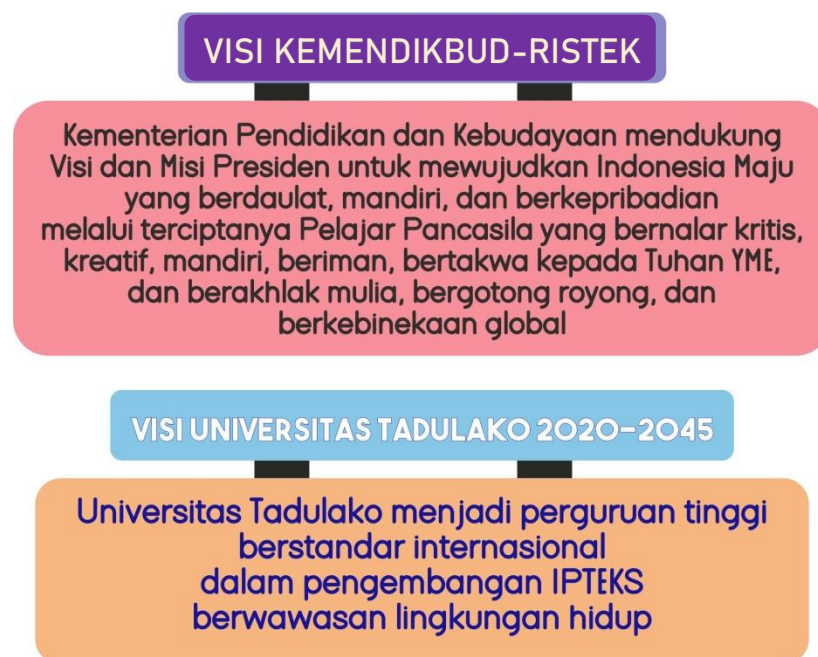 VISI KEMENDIKBUD-RISTEK
Kementerian Pendidikan dan Kebudayaan mendukung
Visi dan Misi Presiden untuk mewujudkan Indonesia Maju
yang berdaulat, mandiri, dan berkepribadian
melalui terciptanya Pelajar Pancasila yang bernalar kritis,
kreatif, mandiri, beriman, bertakwa kepada Tuhan YME,
dan berakhlak mulia, bergotong royong, dan
berkebinekaan global
VISI UNIVERSITAS TADULAKO 2020-2045
Universitas Tadulako menjadi perguruan tinggi
berstandar internasional
dalam pengembangan IPTEKS
berwawasan lingkungan hidup